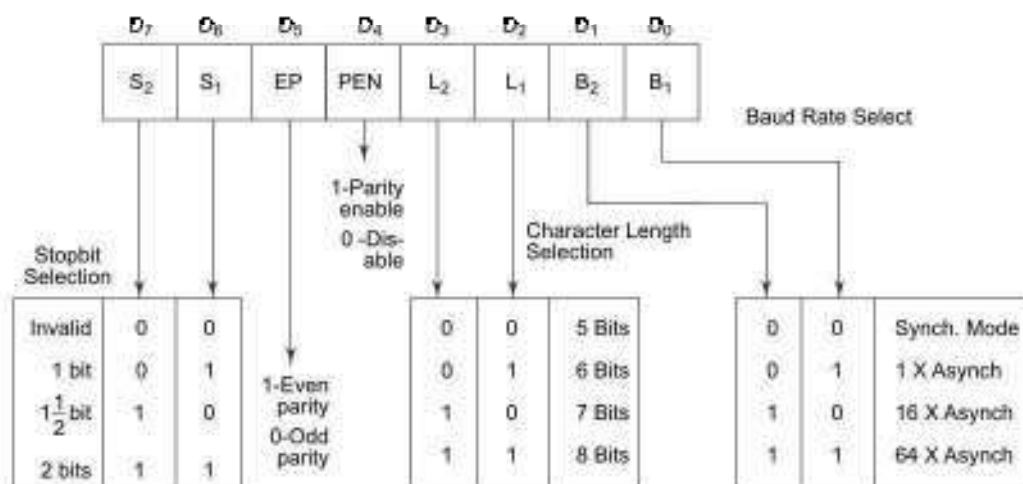 D₇ D₆ D₅ D₄ D₃ D₂ D₁ D₀
S₂ S₁ EP PEN L₂ L₁ B₂ B₁
Baud Rate Select
1-Parity
enable
0 -Dis-
able
Character Length
Selection
Stopbit
Selection
Invalid 0 0
1 bit 0 1
1 1/2 bit 1 0
2 bits 1 1
1-Even
parity
0-Odd
parity
0 0 5 Bits
0 1 6 Bits
1 0 7 Bits
1 1 8 Bits
0 0 Synch. Mode
0 1 1 X Asynch
1 0 16 X Asynch
1 1 64 X Asynch